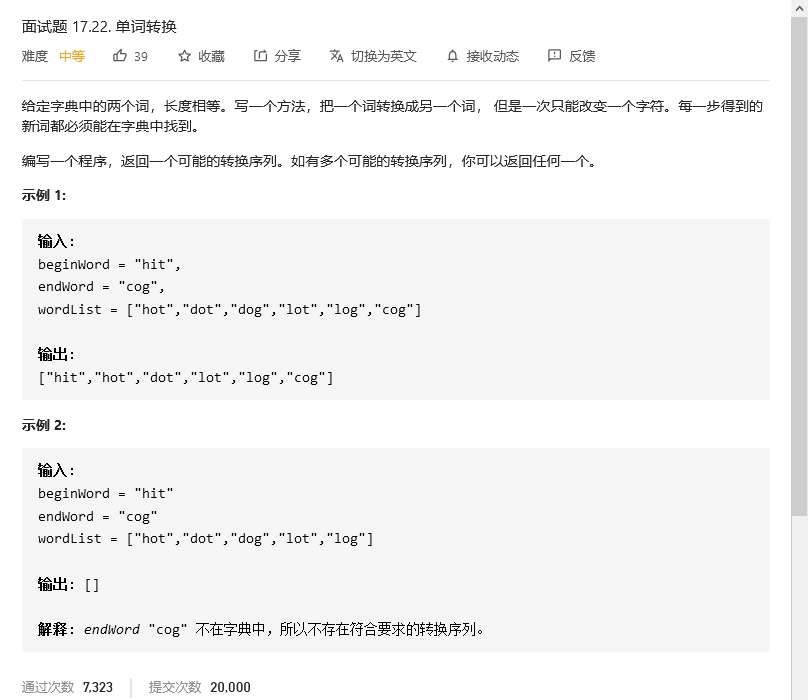 面试题 17.22. 单词转换
难度 中等 39 收藏 分享 切换为英文 接收动态 反馈
给定字典中的两个词，长度相等。写一个方法，把一个词转换成另一个词， 但是一次只能改变一个字符。每一步得到的
新词都必须能在字典中找到。
编写一个程序，返回一个可能的转换序列。如有多个可能的转换序列，你可以返回任何一个。
示例 1:
输入:
beginWord = "hit",
endWord = "cog",
wordList = ["hot","dot","dog","lot","log","cog"]
输出:
["hit","hot","dot","lot","log","cog"]
示例 2:
输入:
beginWord = "hit"
endWord = "cog"
wordList = ["hot","dot","dog","lot","log"]
输出: []
解释: endWord "cog" 不在字典中，所以不存在符合要求的转换序列。
通过次数 7,323 提交次数 20,000